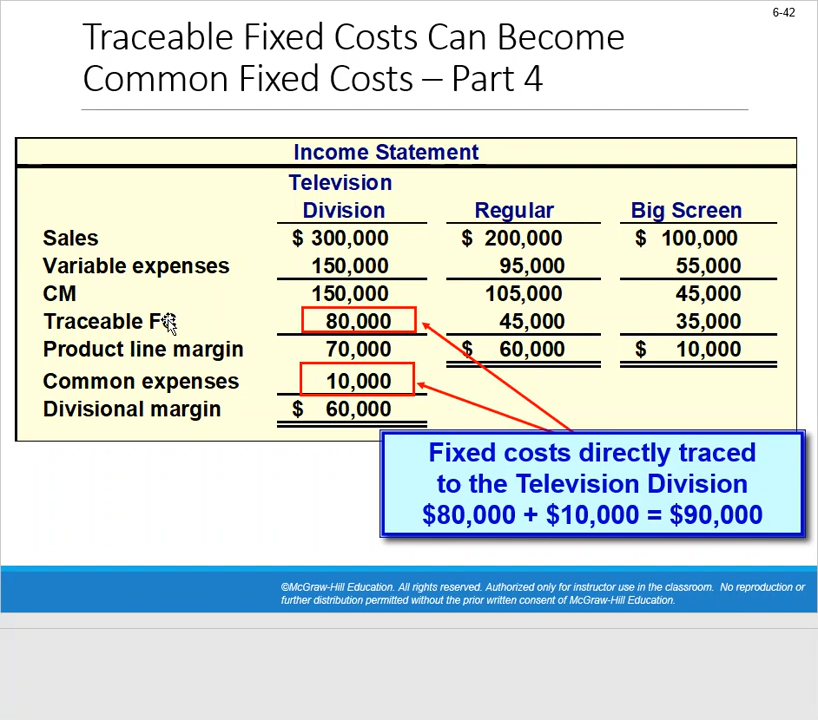 6-42
Traceable Fixed Costs Can Become
Common Fixed Costs – Part 4
Income Statement
Television
Division Regular Big Screen
Sales $ 300,000 $ 200,000 $ 100,000
Variable expenses 150,000 95,000 55,000
CM 150,000 105,000 45,000
Traceable 80,000 45,000 35,000
Product line margin 70,000 $ 60,000 $ 10,000
Common expenses 10,000
Divisional margin $ 60,000
Fixed costs directly traced
to the Television Division
$80,000 + $10,000 = $90,000
©McGraw-Hill Education. All rights reserved. Authorized only for instructor use in the classroom. No reproduction or
further distribution permitted without the prior written consent of McGraw-Hill Education.